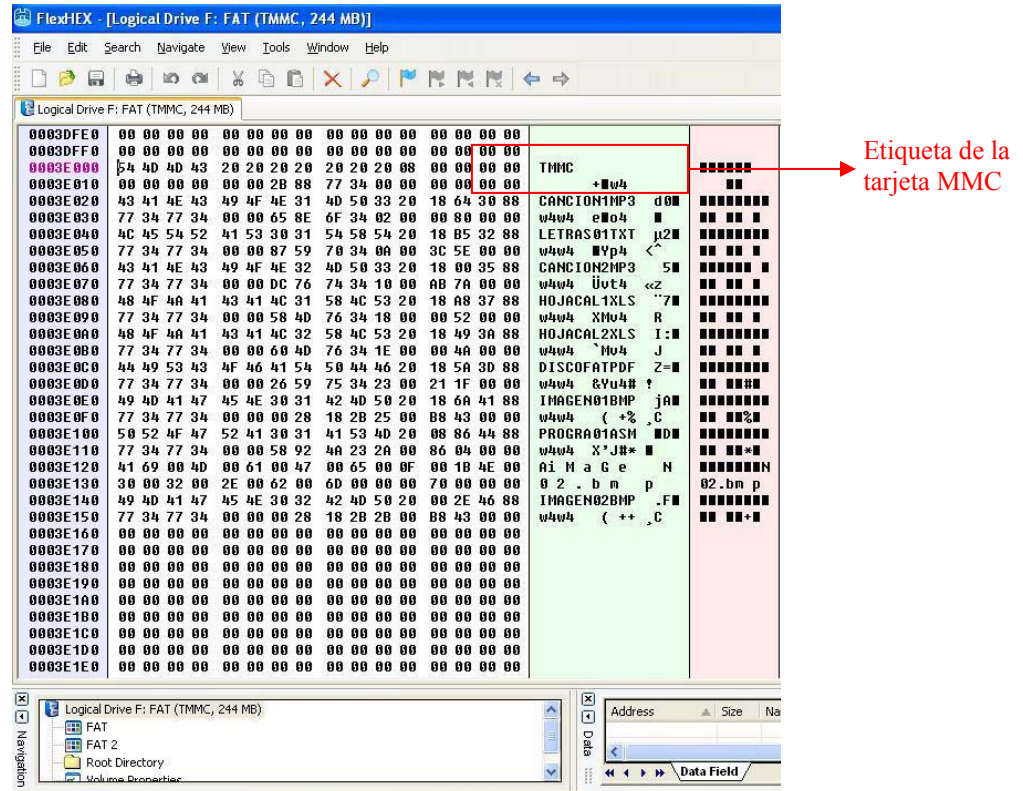 FlexHEX - [Logical Drive F: FAT (TMMC, 244 MB)]
File Edit Search Navigate View Tools Window Help
Logical Drive F: FAT (TMMC, 244 MB)
0003DFE0 00 00 00 00 00 00 00 00 00 00 00 00 00 00 00 00
0003DFF0 00 00 00 00 00 00 00 00 00 00 00 00 00 00 00 00
0003E000 54 4D 4D 43 20 20 20 20 20 20 20 08 00 00 00 00 TMMC
0003E010 00 00 00 00 00 00 2B 88 77 34 00 00 00 00 00 00 +■w4
0003E020 43 41 4E 43 49 4F 4E 31 4D 50 33 20 18 64 30 88 CANCION1MP3 d0■
0003E030 77 34 77 34 00 00 65 8E 6F 34 02 00 00 80 00 00 w4w4 e■o4 ■
0003E040 4C 45 54 52 41 53 30 31 54 58 54 20 18 B5 32 88 LETRAS01TXT µ2■
0003E050 77 34 77 34 00 00 87 59 70 34 0A 00 3C 5E 00 00 w4w4 ■Yp4 <^
0003E060 43 41 4E 43 49 4F 4E 32 4D 50 33 20 18 00 35 88 CANCION2MP3 5■
0003E070 77 34 77 34 00 00 DC 76 74 34 10 00 AB 7A 00 00 w4w4 Üvt4 «z
0003E080 48 4F 4A 41 43 41 4C 31 58 4C 53 20 18 A8 37 88 HOJACAL1XLS ¨7■
0003E090 77 34 77 34 00 00 58 4D 76 34 18 00 00 52 00 00 w4w4 XMv4 R
0003E0A0 48 4F 4A 41 43 41 4C 32 58 4C 53 20 18 49 3A 88 HOJACAL2XLS I:■
0003E0B0 77 34 77 34 00 00 60 4D 76 34 1E 00 00 4A 00 00 w4w4 `Mv4 J
0003E0C0 44 49 53 43 4F 46 41 54 50 44 46 20 18 5A 3D 88 DISCOFATPDF Z=■
0003E0D0 77 34 77 34 00 00 26 59 75 34 23 00 21 1F 00 00 w4w4 &Yu4# !
0003E0E0 49 4D 41 47 45 4E 30 31 42 4D 50 20 18 6A 41 88 IMAGEN01BMP jA■
0003E0F0 77 34 77 34 00 00 00 28 18 2B 25 00 B8 43 00 00 w4w4 ( +% ¸C
0003E100 50 52 4F 47 52 41 30 31 41 53 4D 20 08 86 44 88 PROGRA01ASM ■D■
0003E110 77 34 77 34 00 00 58 92 4A 23 2A 00 86 04 00 00 w4w4 X'J#* ■
0003E120 41 69 00 4D 00 61 00 47 00 65 00 0F 00 1B 4E 00 Ai M a G e N
0003E130 30 00 32 00 2E 00 62 00 6D 00 00 00 70 00 00 00 0 2 . b m p 02.bm p
0003E140 49 4D 41 47 45 4E 30 32 42 4D 50 20 00 2E 46 88 IMAGEN02BMP .F■
0003E150 77 34 77 34 00 00 00 28 18 2B 2B 00 B8 43 00 00 w4w4 ( ++ ¸C
0003E160 00 00 00 00 00 00 00 00 00 00 00 00 00 00 00 00
0003E170 00 00 00 00 00 00 00 00 00 00 00 00 00 00 00 00
0003E180 00 00 00 00 00 00 00 00 00 00 00 00 00 00 00 00
0003E190 00 00 00 00 00 00 00 00 00 00 00 00 00 00 00 00
0003E1A0 00 00 00 00 00 00 00 00 00 00 00 00 00 00 00 00
0003E1B0 00 00 00 00 00 00 00 00 00 00 00 00 00 00 00 00
0003E1C0 00 00 00 00 00 00 00 00 00 00 00 00 00 00 00 00
0003E1D0 00 00 00 00 00 00 00 00 00 00 00 00 00 00 00 00
0003E1E0 00 00 00 00 00 00 00 00 00 00 00 00 00 00 00 00
Etiqueta de la
tarjeta MMC
Navigation
Logical Drive F: FAT (TMMC, 244 MB)
FAT
FAT 2
Root Directory
Volume Properties
Data
Address Size Na
Data Field